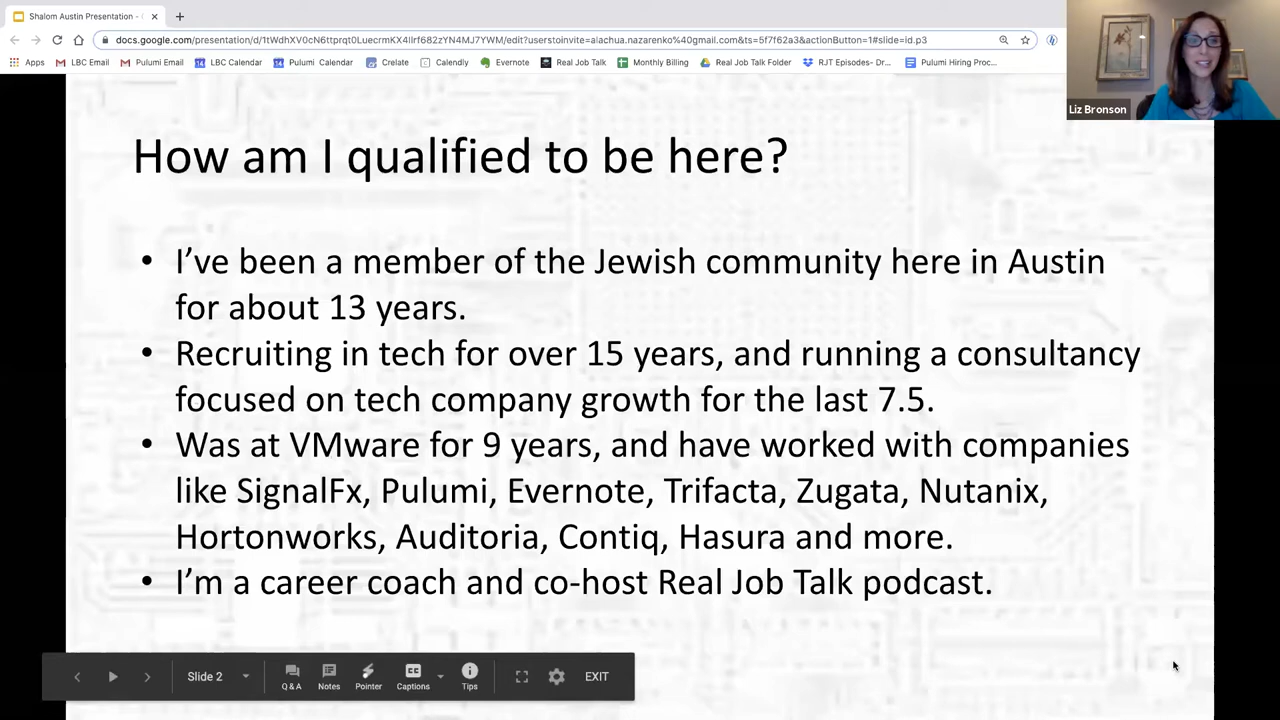 Shalom Austin Presentation -
docs.google.com/presentation/d/1tWdhXV0cN6ttprqt0LuecrmKX4IIrf682zYN4MJ7YWM/edit?userstoinvite=alachua.nazarenko%40gmail.com&ts=5f7f62a3&actionButton=1#slide=id.p3
Apps LBC Email Pulumi Email LBC Calendar Pulumi Calendar Crelate Calendly Evernote Real Job Talk Monthly Billing Real Job Talk Folder RJT Episodes- Dr... Pulumi Hiring Proc...
Liz Bronson
How am I qualified to be here?
• I've been a member of the Jewish community here in Austin
for about 13 years.
• Recruiting in tech for over 15 years, and running a consultancy
focused on tech company growth for the last 7.5.
• Was at VMware for 9 years, and have worked with companies
like SignalFx, Pulumi, Evernote, Trifacta, Zugata, Nutanix,
Hortonworks, Auditoria, Contiq, Hasura and more.
• I'm a career coach and co-host Real Job Talk podcast.
Slide 2 Q & A Notes Pointer CC Captions Tips EXIT